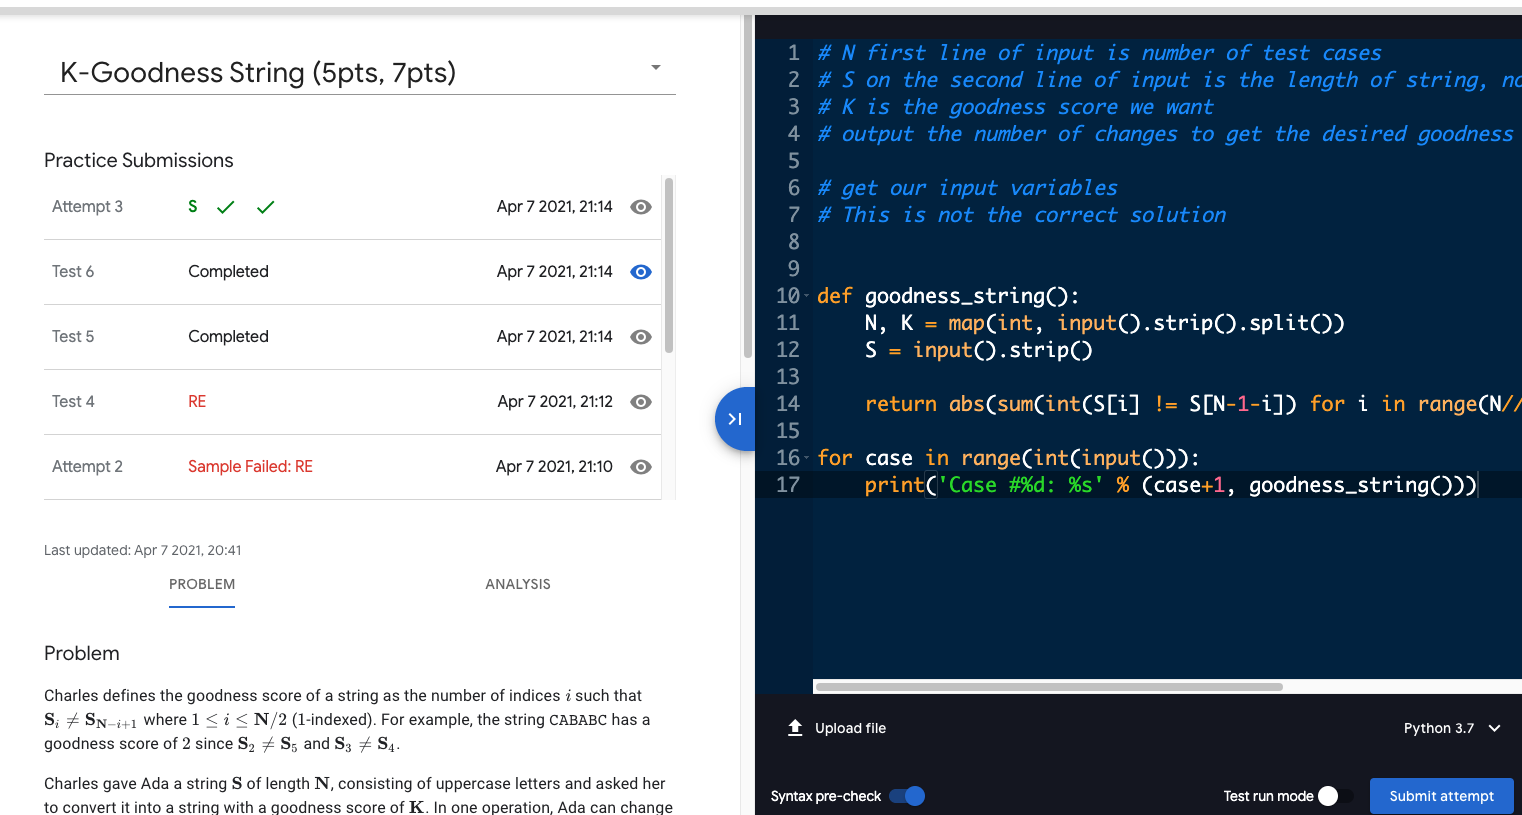 K-Goodness String (5pts, 7pts)
Practice Submissions
Attempt 3 S Apr 7 2021, 21:14
Test 6 Completed Apr 7 2021, 21:14
Test 5 Completed Apr 7 2021, 21:14
Test 4 RE Apr 7 2021, 21:12
Attempt 2 Sample Failed: RE Apr 7 2021, 21:10
Last updated: Apr 7 2021, 20:41
PROBLEM ANALYSIS
Problem
Charles defines the goodness score of a string as the number of indices i such that
Sᵢ ≠ S_N−i+1 where 1 ≤ i ≤ N/2 (1-indexed). For example, the string CABABC has a
goodness score of 2 since S₂ ≠ S₅ and S₃ ≠ S₄.
Charles gave Ada a string S of length N, consisting of uppercase letters and asked her
to convert it into a string with a goodness score of K. In one operation, Ada can change
1 # N first line of input is number of test cases
2 # S on the second line of input is the length of string, no
3 # K is the goodness score we want
4 # output the number of changes to get the desired goodness
5
6 # get our input variables
7 # This is not the correct solution
8
9
10 def goodness_string():
11 N, K = map(int, input().strip().split())
12 S = input().strip()
13
14 return abs(sum(int(S[i] != S[N-1-i]) for i in range(N//
15
16 for case in range(int(input())):
17 print('Case #%d: %s' % (case+1, goodness_string()))
Upload file
Python 3.7
Syntax pre-check
Test run mode
Submit attempt